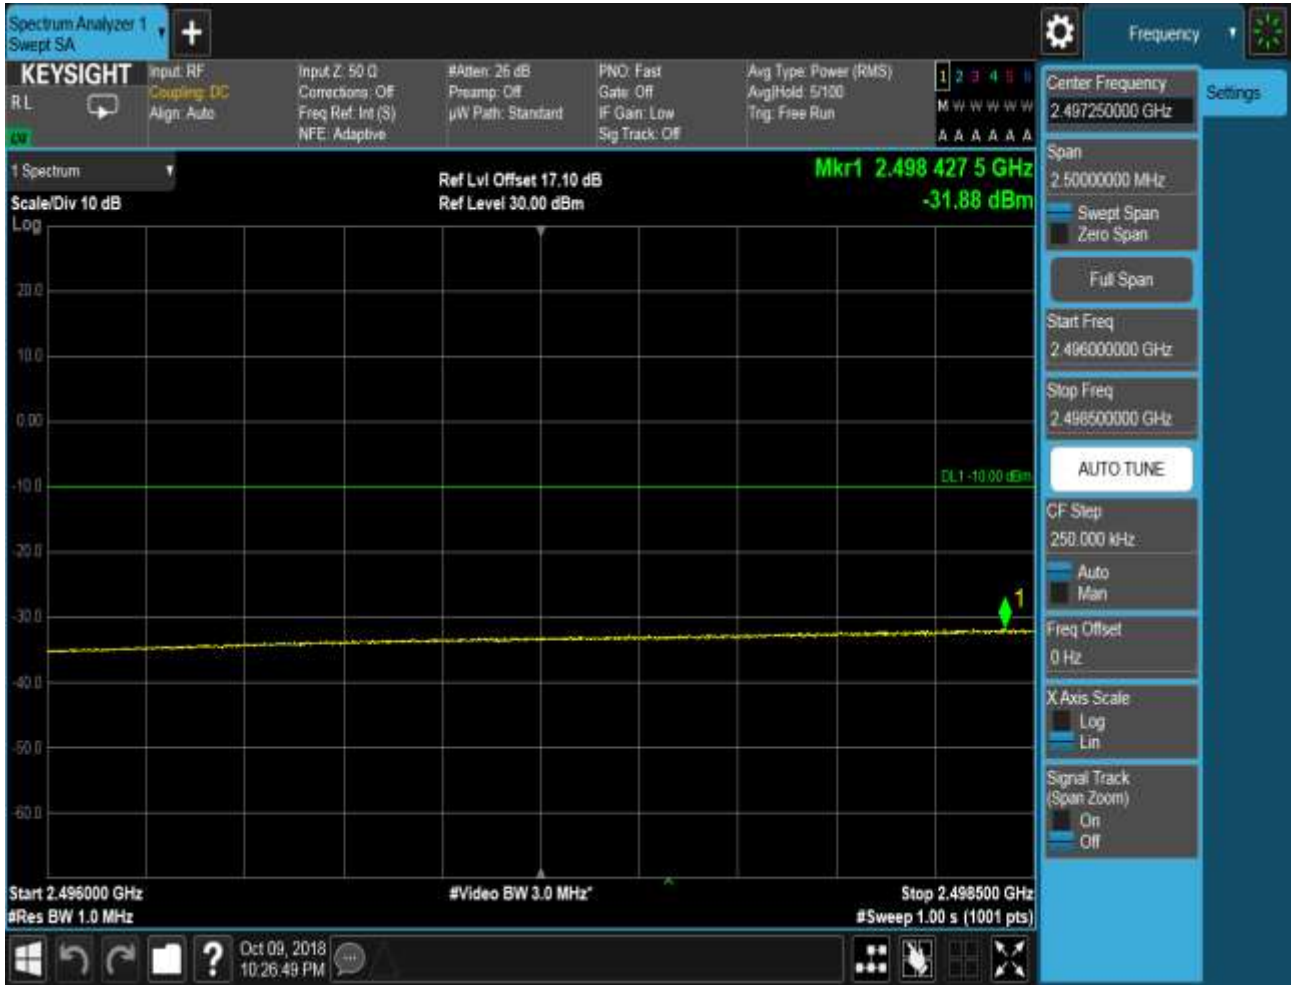 Spectrum Analyzer 1
Swept SA
Frequency
KEYSIGHT
R L
Input: RF
Coupling: DC
Align: Auto
Input Z: 50 Ω
Corrections: Off
Freq Ref: Int (S)
NFE: Adaptive
#Atten: 26 dB
Preamp: Off
µW Path: Standard
PNO: Fast
Gate: Off
IF Gain: Low
Sig Track: Off
Avg Type: Power (RMS)
Avg|Hold: 5/100
Trig: Free Run
1 2 3 4 5 6
M W W W W W
A A A A A A
1 Spectrum
Scale/Div 10 dB
Log
Ref Lvl Offset 17.10 dB
Ref Level 30.00 dBm
Mkr1 2.498 427 5 GHz
-31.88 dBm
20.0
10.0
0.00
-10.0
DL1 -10.00 dBm
-20.0
-30.0
1
-40.0
-50.0
-60.0
Start 2.496000 GHz
#Res BW 1.0 MHz
#Video BW 3.0 MHz*
Stop 2.498500 GHz
#Sweep 1.00 s (1001 pts)
Oct 09, 2018
10:26:49 PM
Settings
Center Frequency
2.497250000 GHz
Span
2.50000000 MHz
Swept Span
Zero Span
Full Span
Start Freq
2.496000000 GHz
Stop Freq
2.498500000 GHz
AUTO TUNE
CF Step
250.000 kHz
Auto
Man
Freq Offset
0 Hz
X Axis Scale
Log
Lin
Signal Track
(Span Zoom)
On
Off